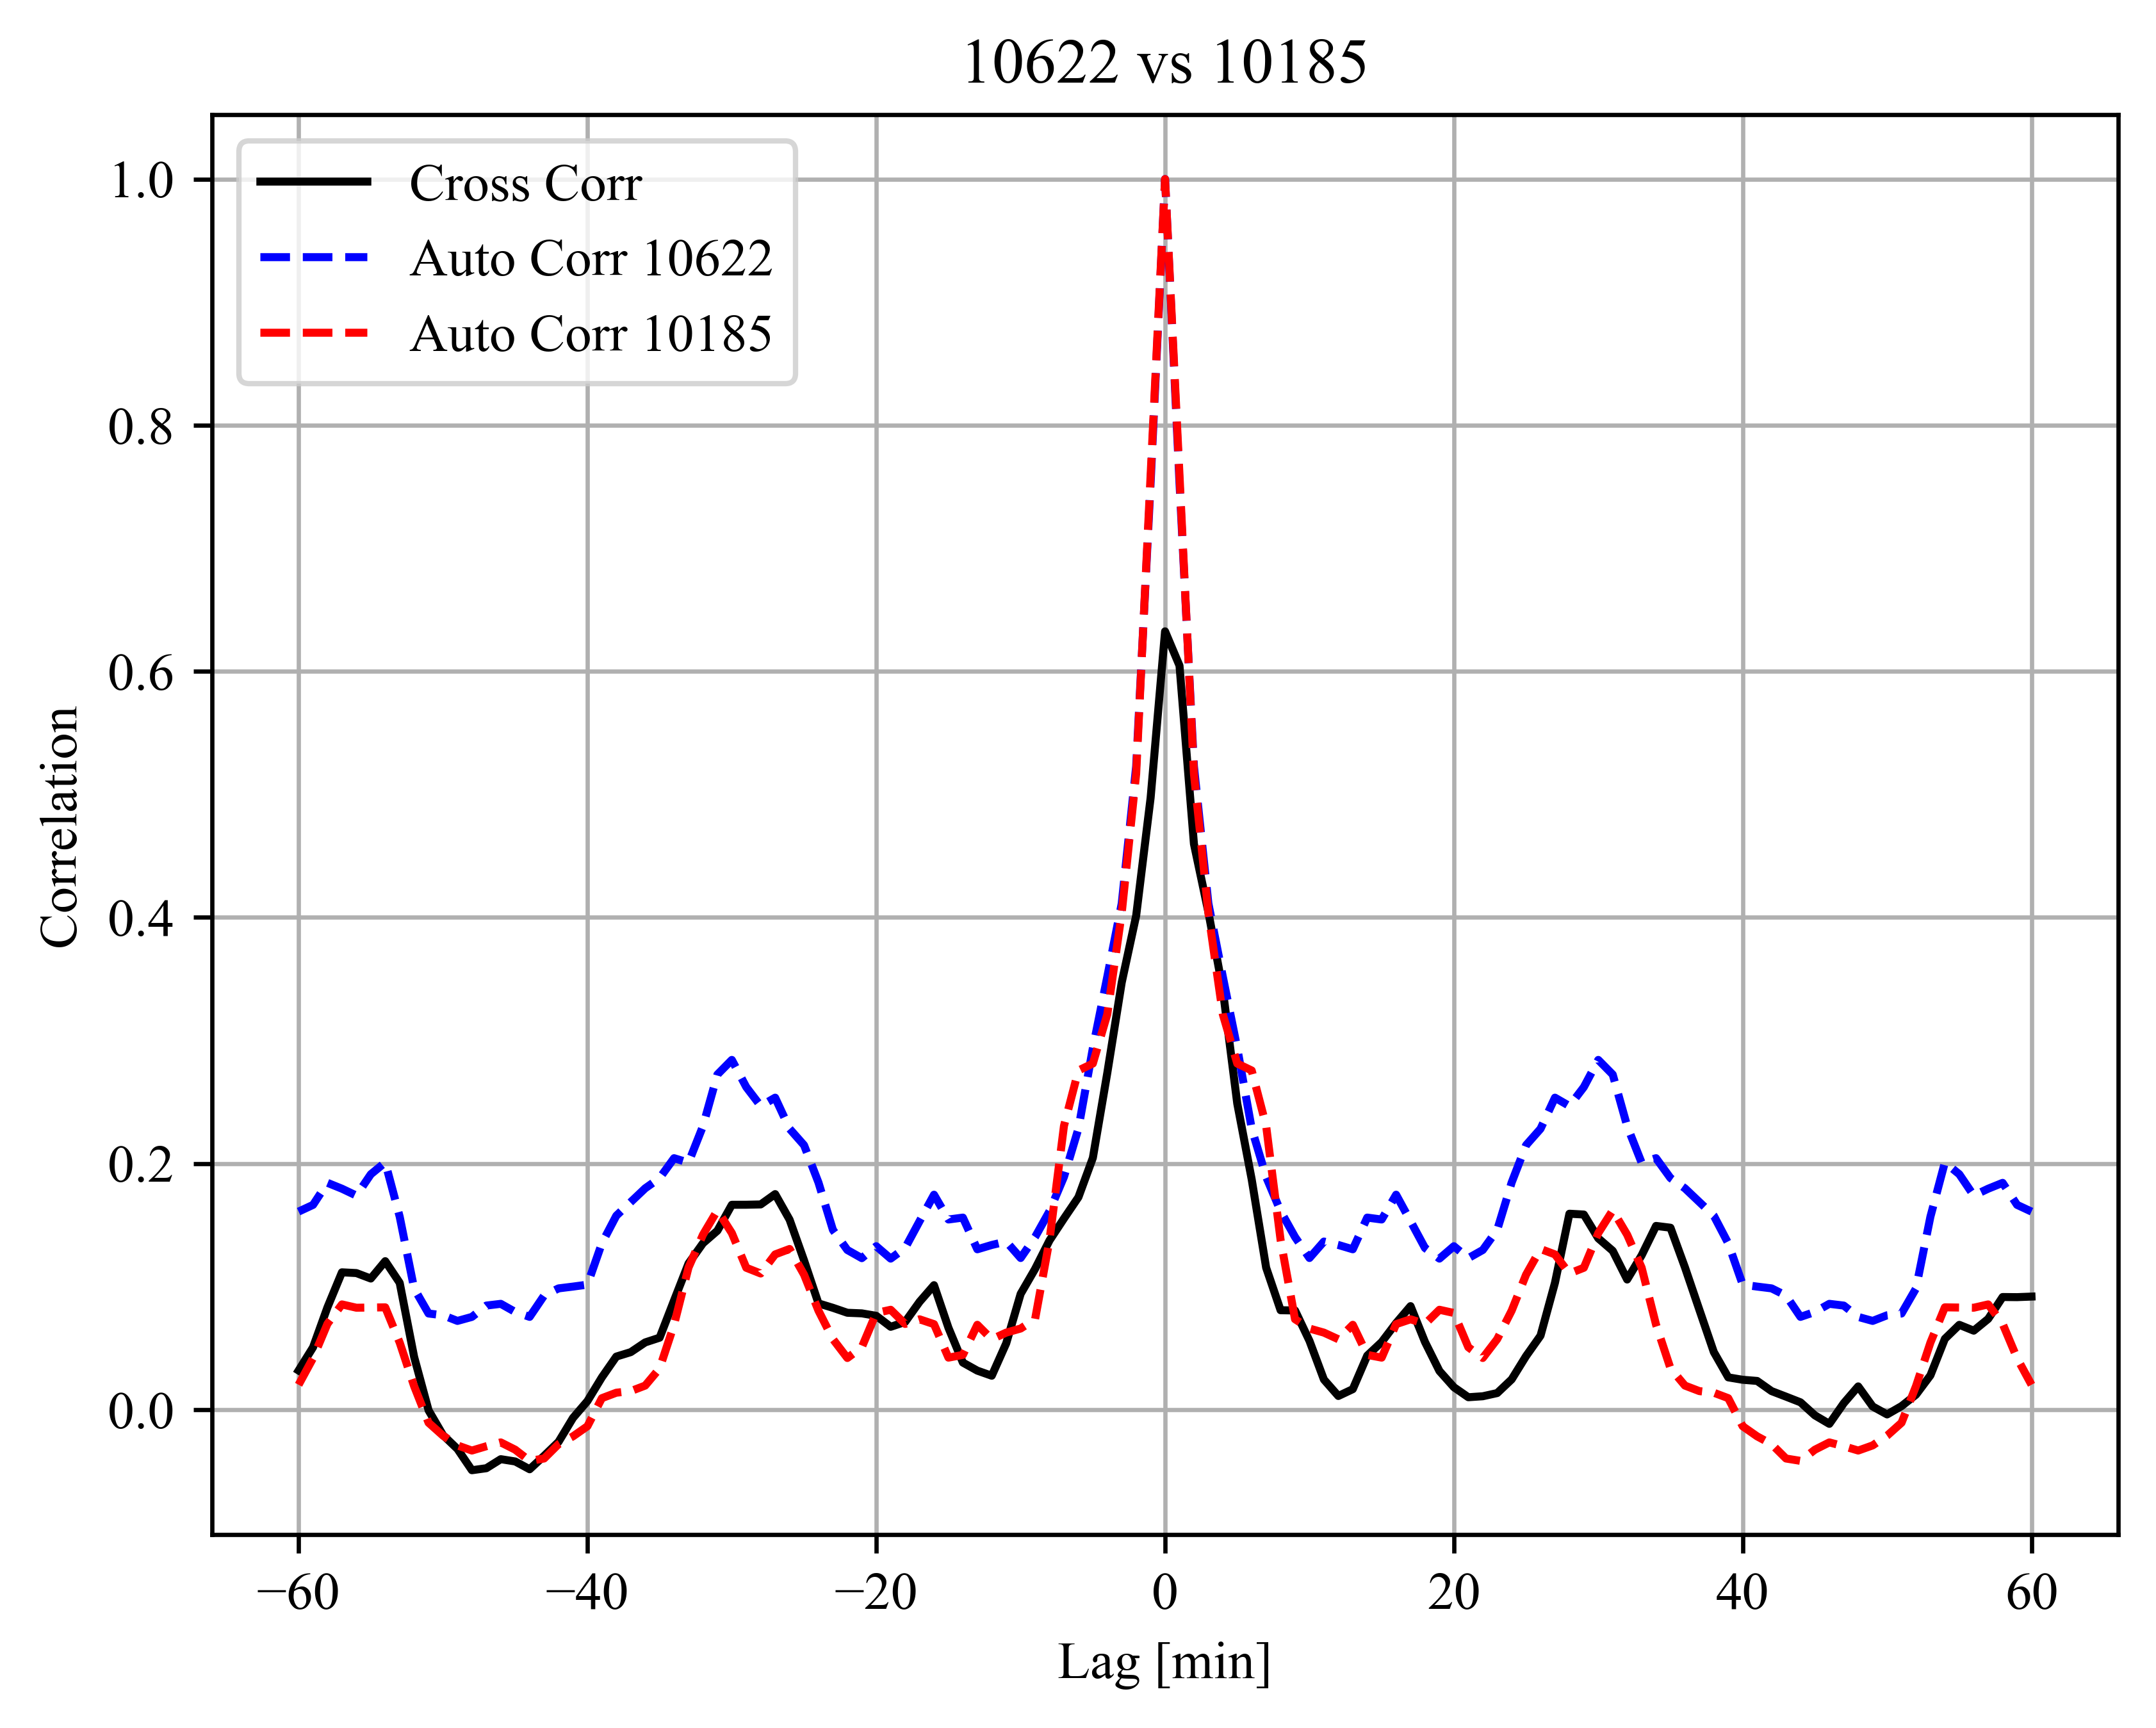 10622 vs 10185
Cross Corr
Auto Corr 10622
Auto Corr 10185
1.0
0.8
0.6
0.4
0.2
0.0
Correlation
−60 −40 −20 0 20 40 60
Lag [min]